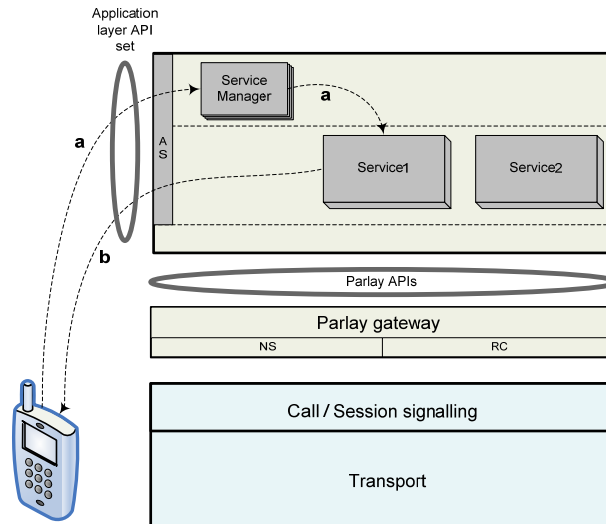 Application
layer API
set
Service
Manager
a
a
A
S
Service1
Service2
b
Parlay APIs
Parlay gateway
NS
RC
Call / Session signalling
Transport